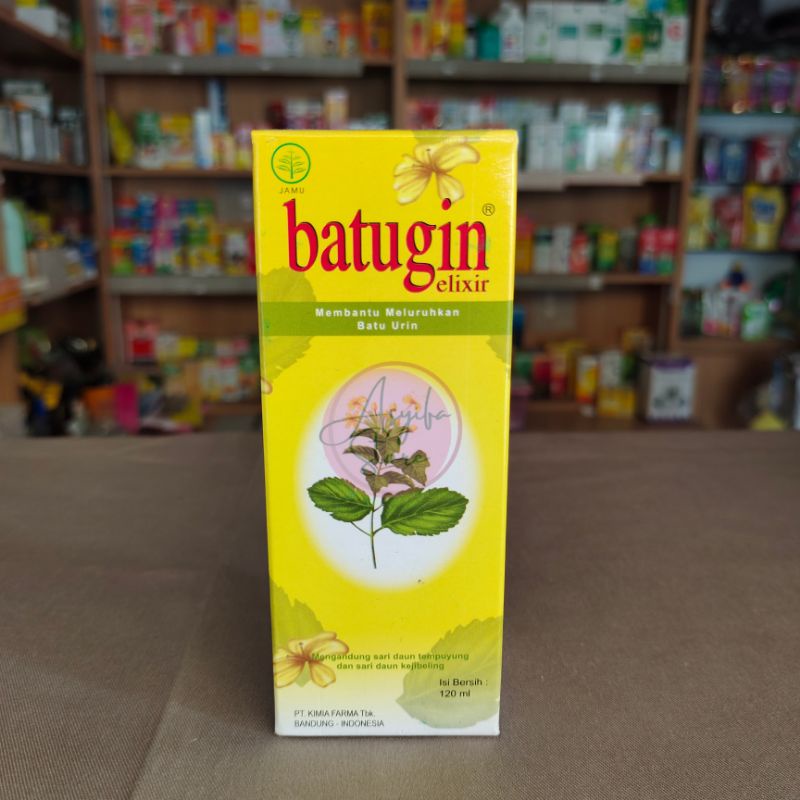 JAMU
batugin®
elixir
Membantu Meluruhkan
Batu Urin
Asyifa
Mengandung sari daun tempuyung
dan sari daun kejibeling
Isi Bersih :
120 ml
PT. KIMIA FARMA Tbk.
BANDUNG - INDONESIA